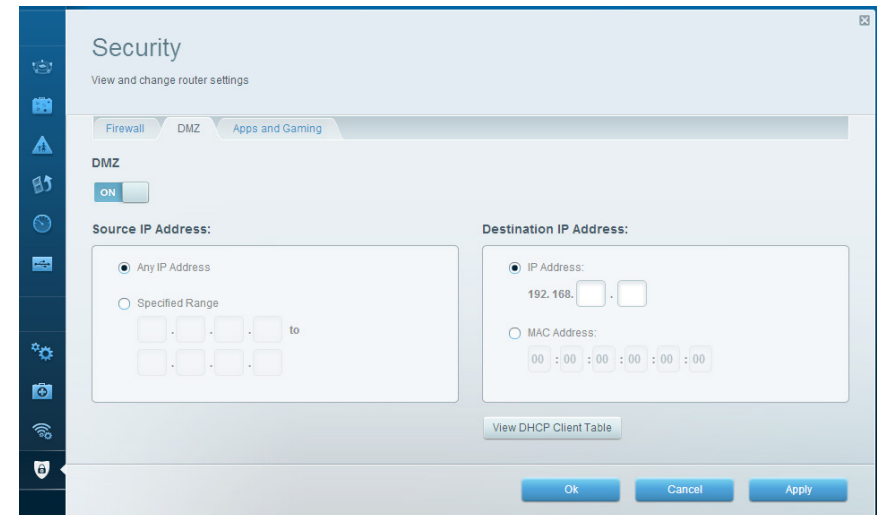 Security
View and change router settings
Firewall DMZ Apps and Gaming
DMZ
ON
Source IP Address:
Any IP Address
Specified Range
. . . to
. . .
Destination IP Address:
IP Address:
192. 168. .
MAC Address:
00 : 00 : 00 : 00 : 00 : 00
View DHCP Client Table
Ok Cancel Apply